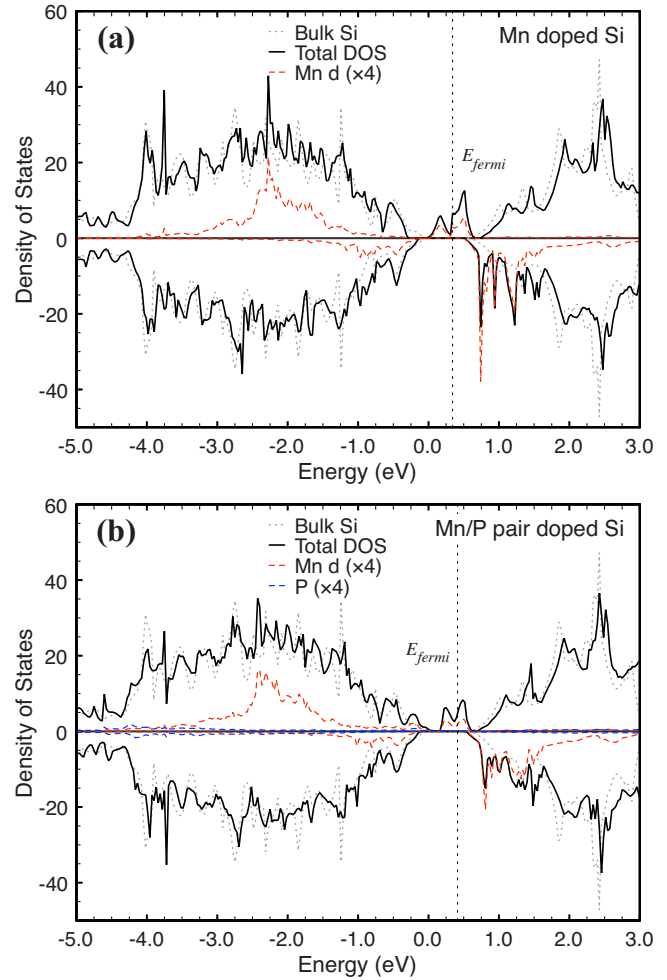 60
(a)
Bulk Si
Total DOS
Mn d (×4)
Mn doped Si
40
20
0
-20
-40
E_fermi
Density of States
-5.0 -4.0 -3.0 -2.0 -1.0 0.0 1.0 2.0 3.0
Energy (eV)
60
(b)
Bulk Si
Total DOS
Mn d (×4)
P (×4)
Mn/P pair doped Si
40
20
0
-20
-40
E_fermi
Density of States
-5.0 -4.0 -3.0 -2.0 -1.0 0.0 1.0 2.0 3.0
Energy (eV)